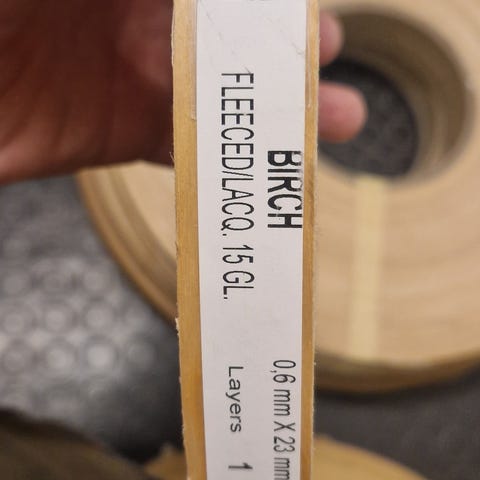 BIRCH
FLEECED/LACQ. 15 GL.
0,6 mm X 23 mm
Layers 1